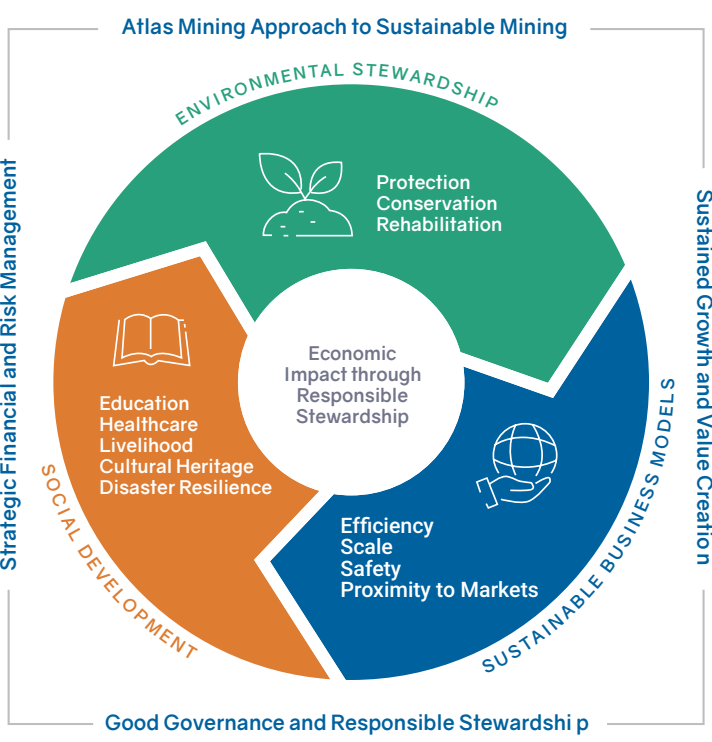 Atlas Mining Approach to Sustainable Mining
ENVIRONMENTAL STEWARDSHIP
Protection
Conservation
Rehabilitation
Strategic Financial and Risk Management
Sustained Growth and Value Creatio n
Economic
Impact through
Responsible
Stewardship
Education
Healthcare
Livelihood
Cultural Heritage
Disaster Resilience
SOCIAL DEVELOPMENT
Efficiency
Scale
Safety
Proximity to Markets
SUSTAINABLE BUSINESS MODELS
Good Governance and Responsible Stewardshi p